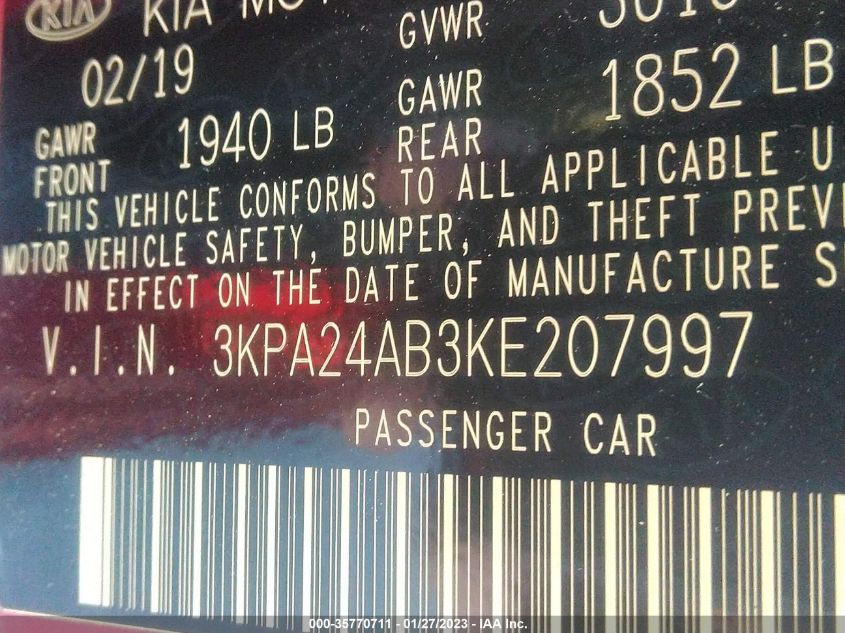 KIA KIA
02/19 GVWR
GAWR FRONT 1940 LB GAWR REAR 1852 LB
THIS VEHICLE CONFORMS TO ALL APPLICABLE U
MOTOR VEHICLE SAFETY, BUMPER, AND THEFT PREV
IN EFFECT ON THE DATE OF MANUFACTURE S
V.I.N. 3KPA24AB3KE207997
PASSENGER CAR
000-35770711 - 01/27/2023 - IAA Inc.